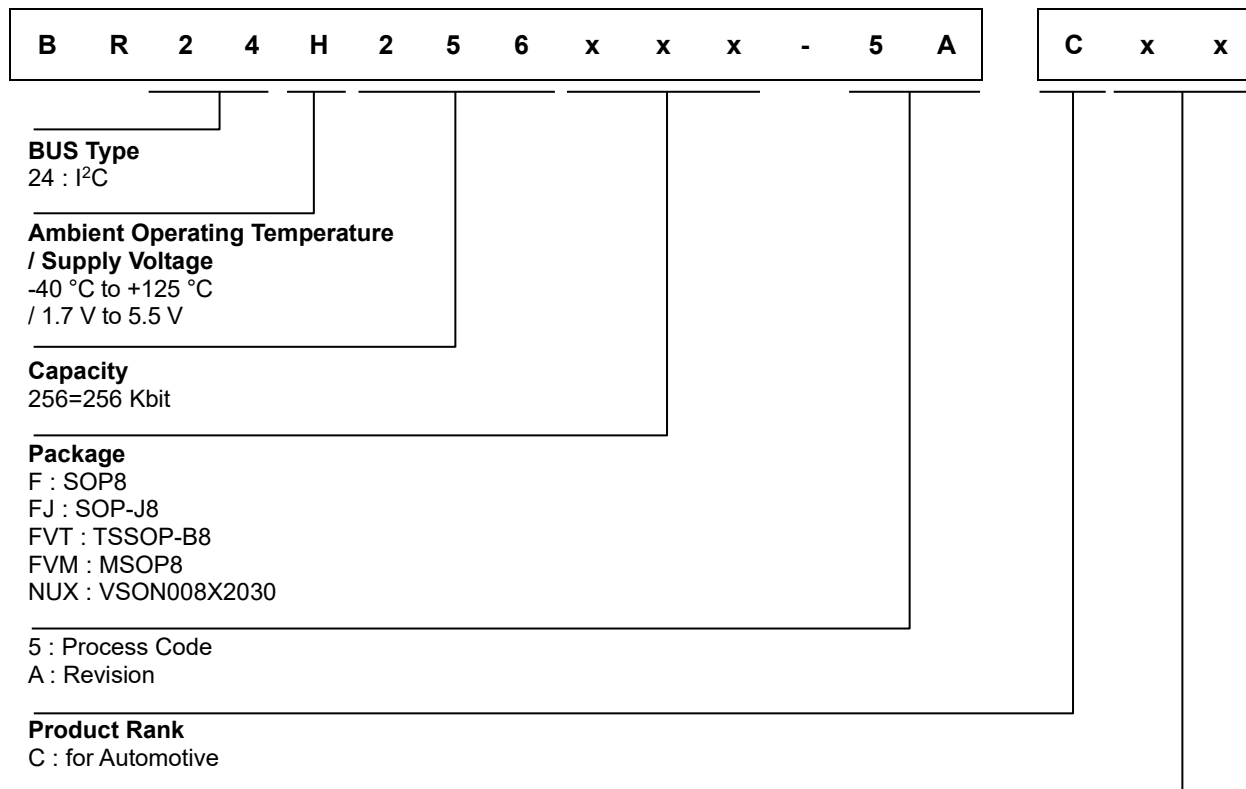 B R 2 4 H 2 5 6 x x x - 5 A C x x
BUS Type
24 : I²C
Ambient Operating Temperature
/ Supply Voltage
-40 °C to +125 °C
/ 1.7 V to 5.5 V
Capacity
256=256 Kbit
Package
F : SOP8
FJ : SOP-J8
FVT : TSSOP-B8
FVM : MSOP8
NUX : VSON008X2030
5 : Process Code
A : Revision
Product Rank
C : for Automotive